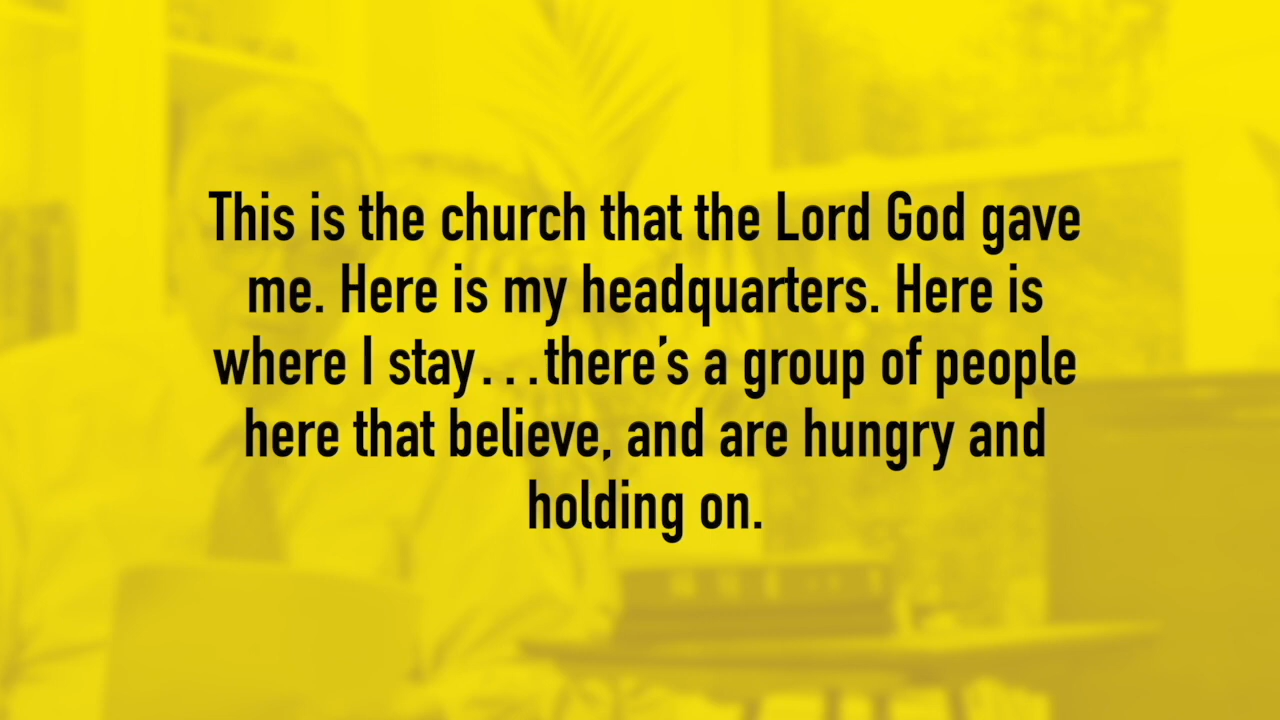 This is the church that the Lord God gave
me. Here is my headquarters. Here is
where I stay...there's a group of people
here that believe, and are hungry and
holding on.